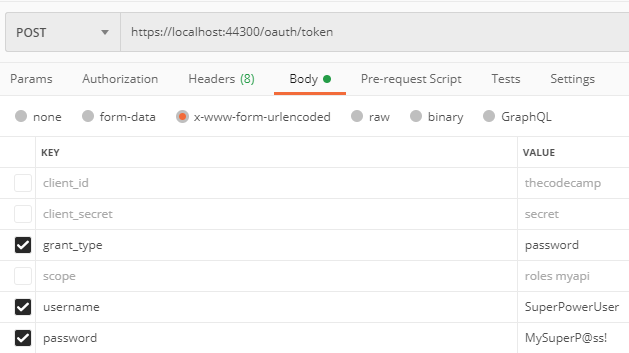 POST https://localhost:44300/oauth/token
Params Authorization Headers (8) Body Pre-request Script Tests Settings
none form-data x-www-form-urlencoded raw binary GraphQL
KEY VALUE
client_id thecodecamp
client_secret secret
grant_type password
scope roles myapi
username SuperPowerUser
password MySuperP@ss!